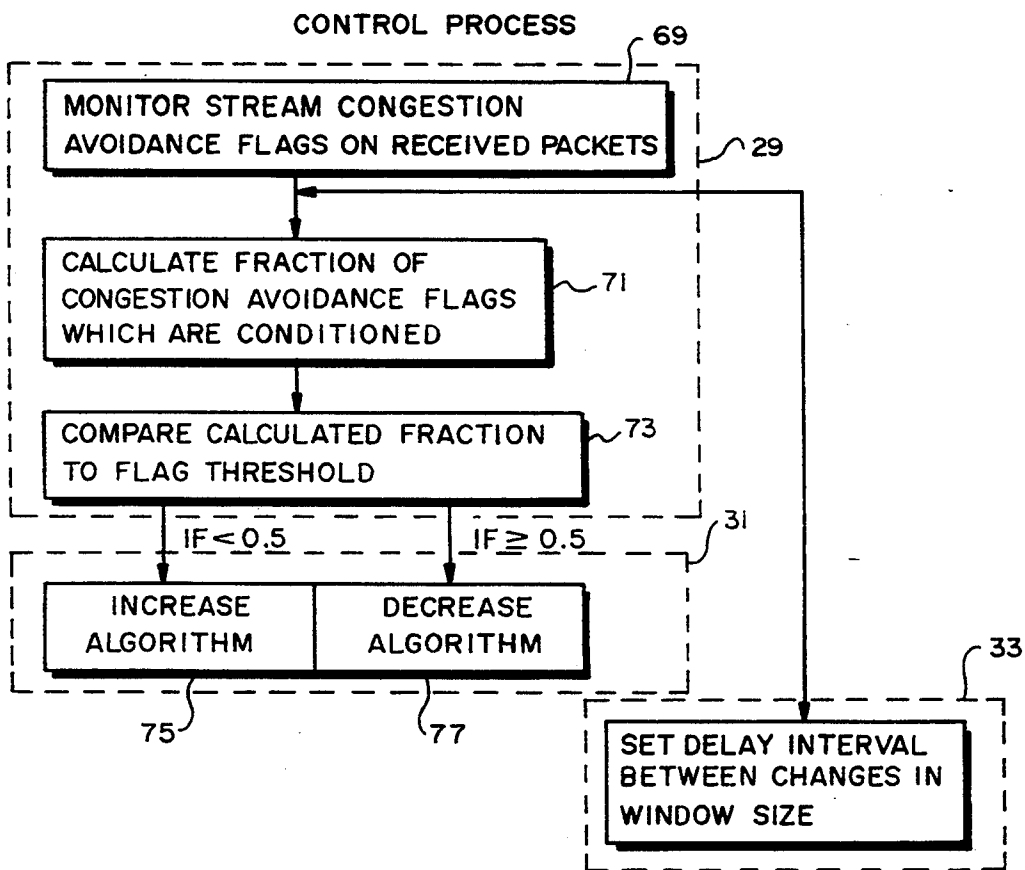 CONTROL PROCESS
69
MONITOR STREAM CONGESTION
AVOIDANCE FLAGS ON RECEIVED PACKETS
29
CALCULATE FRACTION OF
CONGESTION AVOIDANCE FLAGS
WHICH ARE CONDITIONED
71
COMPARE CALCULATED FRACTION
TO FLAG THRESHOLD
73
IF < 0.5
IF ≥ 0.5
31
INCREASE
ALGORITHM
DECREASE
ALGORITHM
75
77
33
SET DELAY INTERVAL
BETWEEN CHANGES IN
WINDOW SIZE